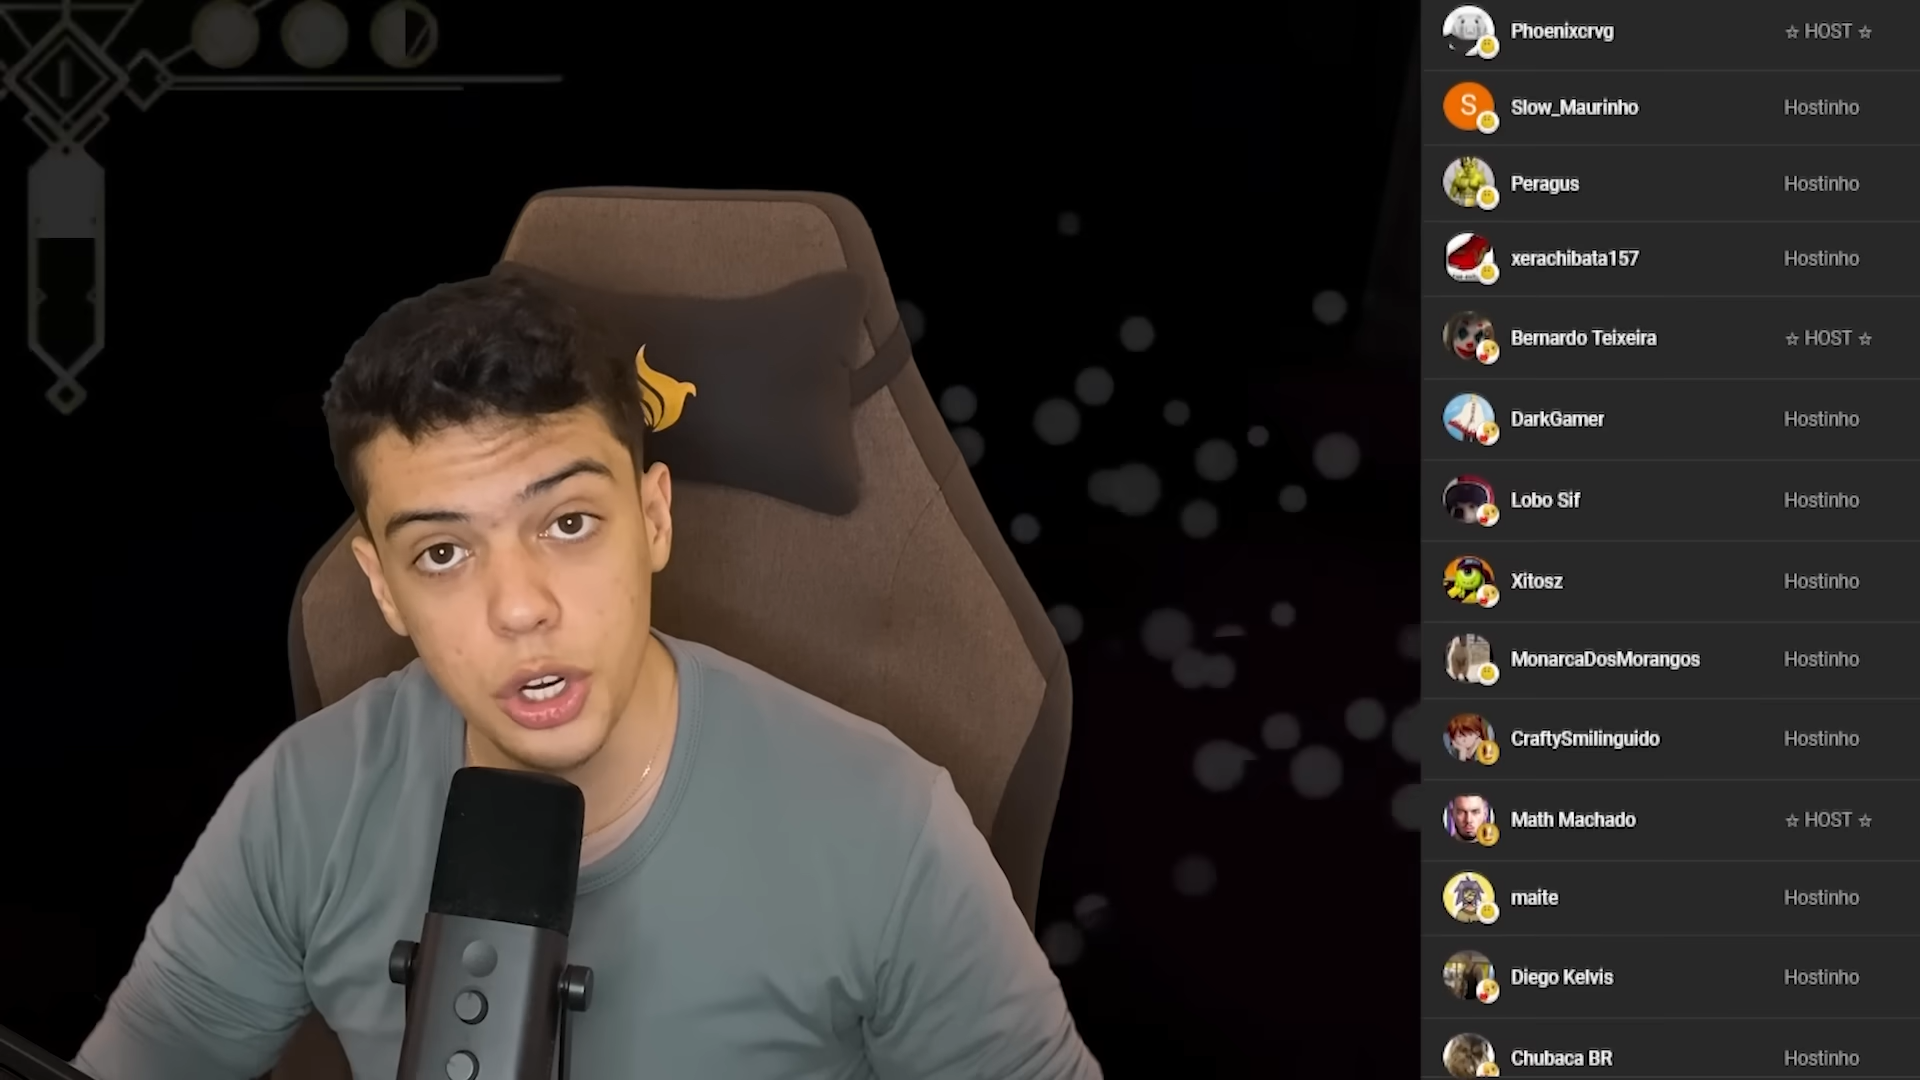 Phoenixcrvg ☆ HOST ☆
S Slow_Maurinho Hostinho
Peragus Hostinho
xerachibata157 Hostinho
Bernardo Teixeira ☆ HOST ☆
DarkGamer Hostinho
Lobo Sif Hostinho
Xitosz Hostinho
MonarcaDosMorangos Hostinho
CraftySmilinguido Hostinho
Math Machado ☆ HOST ☆
maite Hostinho
Diego Kelvis Hostinho
Chubaca BR Hostinho